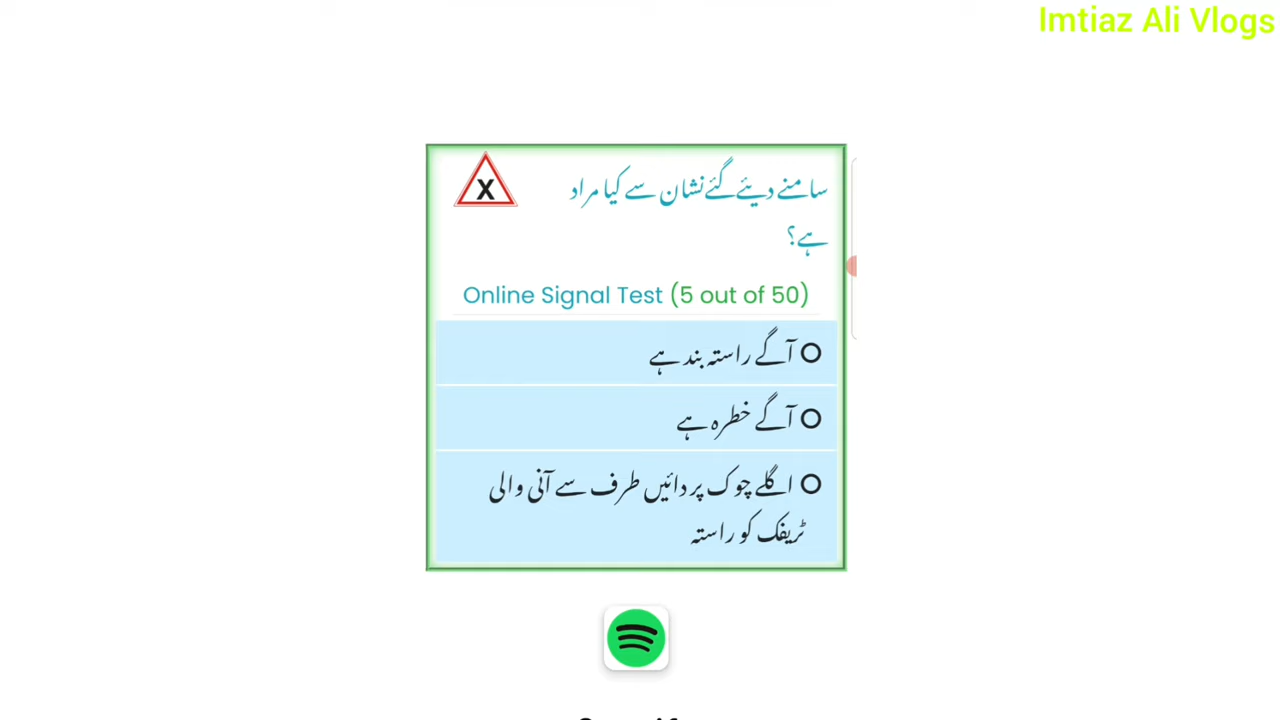 Imtiaz Ali Vlogs
سامنے دیئے گئے نشان سے کیا مراد
ہے؟
X
Online Signal Test (5 out of 50)
آگے راستہ بند ہے
آگے خطرہ ہے
اگلے چوک پر دائیں طرف سے آنی والی
ٹریفک کو راستہ